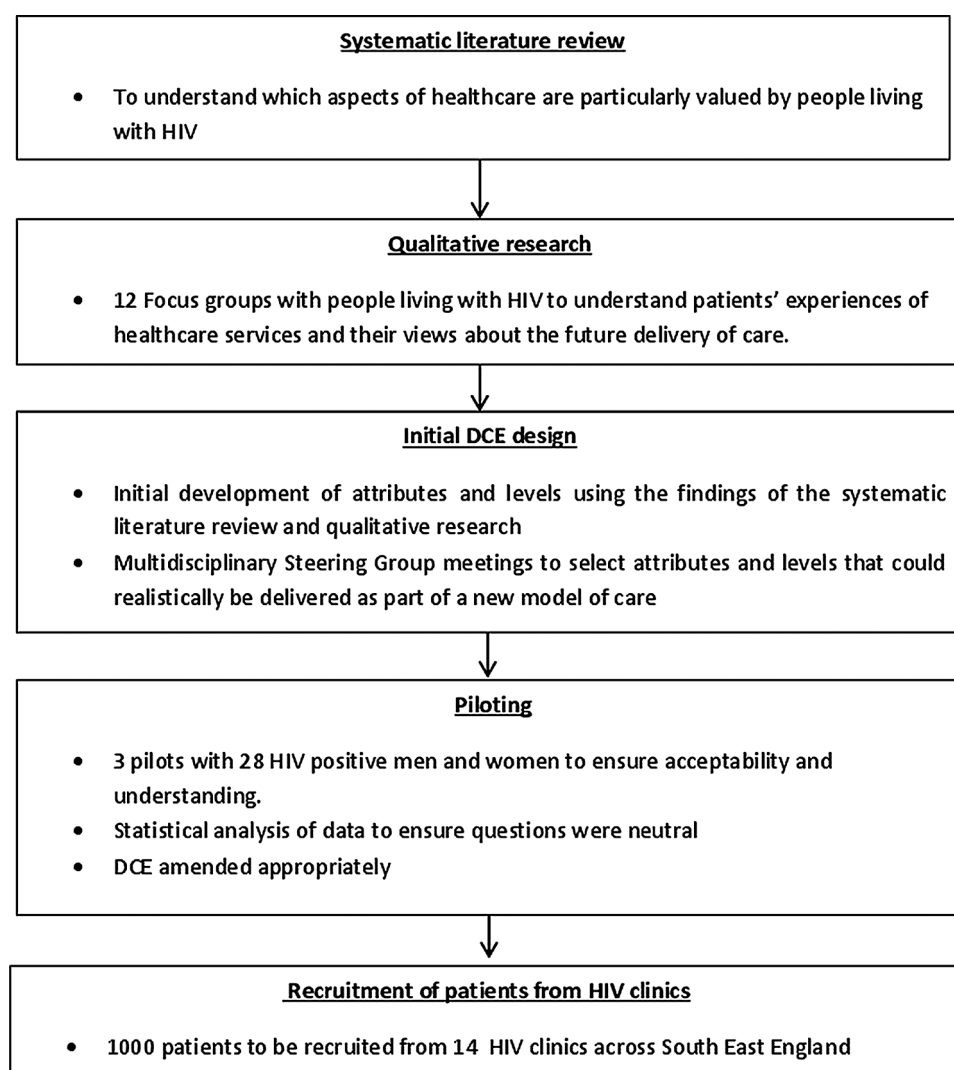 Systematic literature review
• To understand which aspects of healthcare are particularly valued by people living
with HIV
Qualitative research
• 12 Focus groups with people living with HIV to understand patients’ experiences of
healthcare services and their views about the future delivery of care.
Initial DCE design
• Initial development of attributes and levels using the findings of the systematic
literature review and qualitative research
• Multidisciplinary Steering Group meetings to select attributes and levels that could
realistically be delivered as part of a new model of care
Piloting
• 3 pilots with 28 HIV positive men and women to ensure acceptability and
understanding.
• Statistical analysis of data to ensure questions were neutral
• DCE amended appropriately
Recruitment of patients from HIV clinics
• 1000 patients to be recruited from 14 HIV clinics across South East England